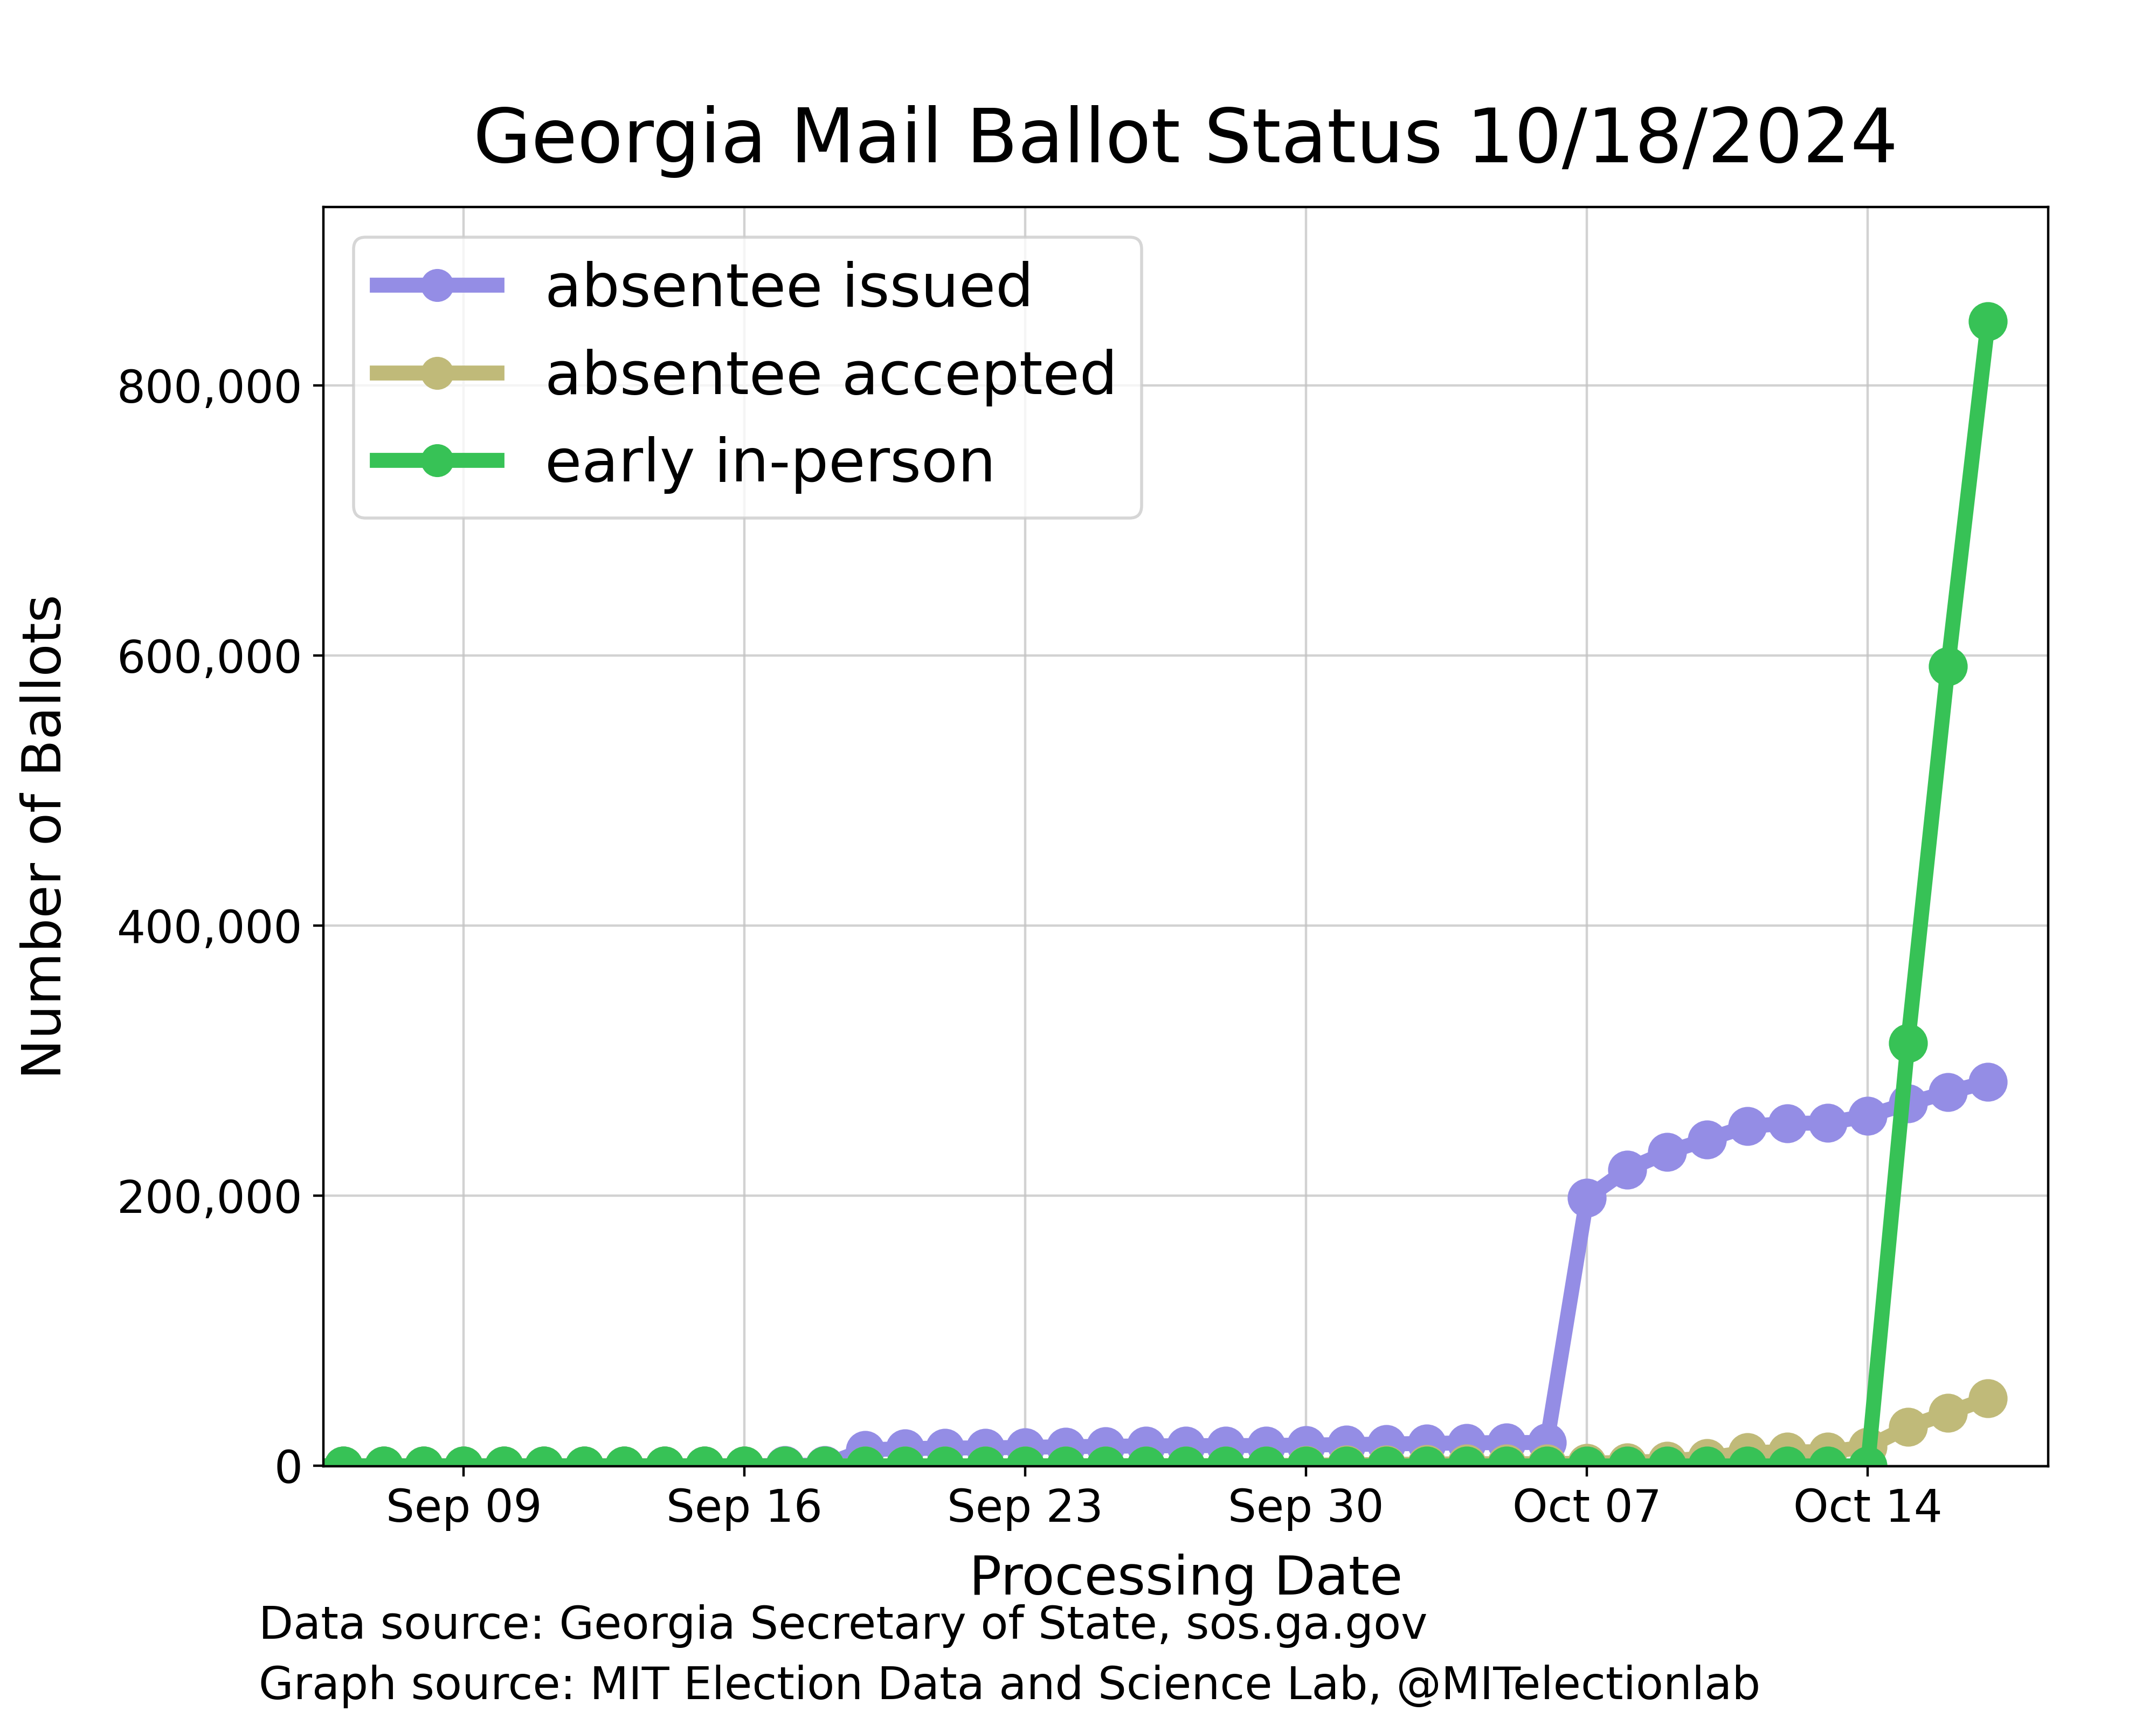 Georgia Mail Ballot Status 10/18/2024
absentee issued
absentee accepted
early in-person
Number of Ballots
800,000
600,000
400,000
200,000
0
Sep 09 Sep 16 Sep 23 Sep 30 Oct 07 Oct 14
Processing Date
Data source: Georgia Secretary of State, sos.ga.gov
Graph source: MIT Election Data and Science Lab, @MITelectionlab